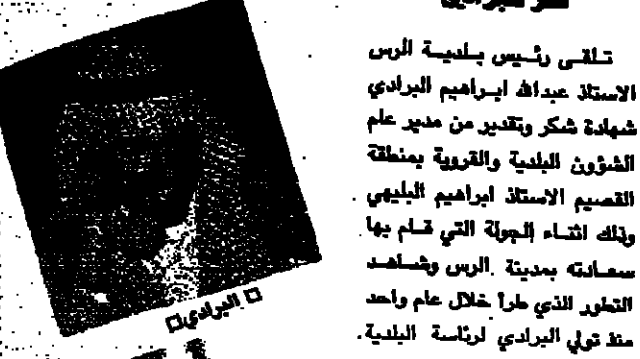 تلقى رئيس بلدية الرس
الاستاذ عبدالله ابراهيم البرادي
شهادة شكر وتقدير من مدير عام
الشؤون البلدية والقروية بمنطقة
القصيم الاستاذ ابراهيم البليهي
وذلك اثناء الجولة التي قام بها
سعادته بمدينة الرس وشاهد
التطور الذي طرأ خلال عام واحد
منذ تولي البرادي لرئاسة البلدية.
□ البرادي □